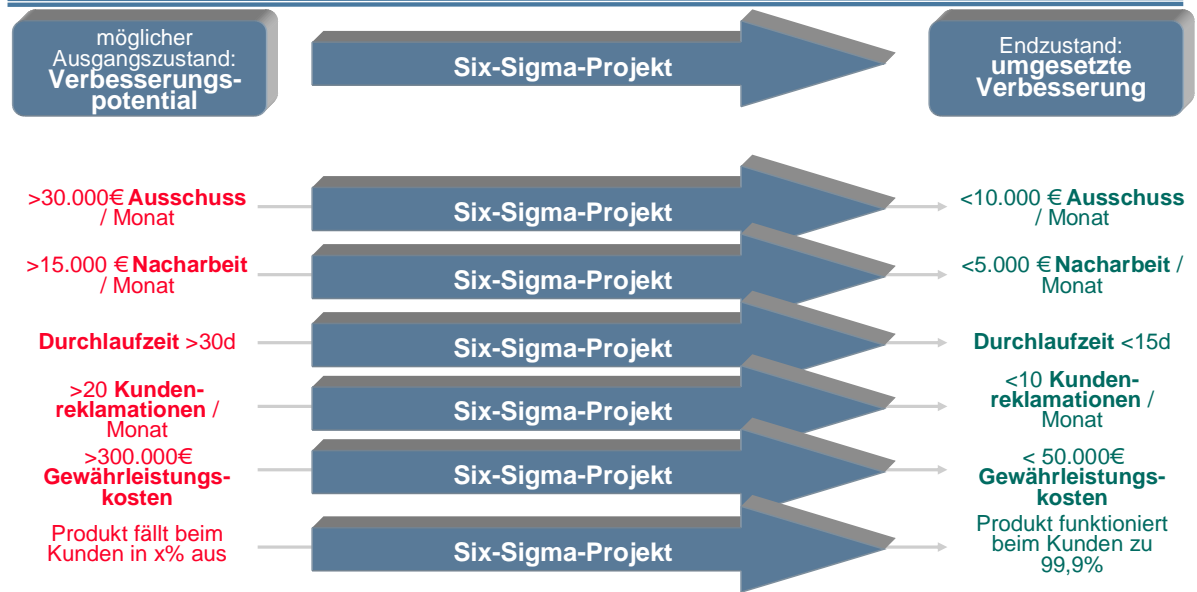 möglicher
Ausgangszustand:
Verbesserungs-
potential
Six-Sigma-Projekt
Endzustand:
umgesetzte
Verbesserung
>30.000€ Ausschuss
/ Monat
Six-Sigma-Projekt
<10.000 € Ausschuss
/ Monat
>15.000 € Nacharbeit
/ Monat
Six-Sigma-Projekt
<5.000 € Nacharbeit /
Monat
Durchlaufzeit >30d
Six-Sigma-Projekt
Durchlaufzeit <15d
>20 Kunden-
reklamationen /
Monat
Six-Sigma-Projekt
<10 Kunden-
reklamationen /
Monat
>300.000€
Gewährleistungs-
kosten
Six-Sigma-Projekt
< 50.000€
Gewährleistungs-
kosten
Produkt fällt beim
Kunden in x% aus
Six-Sigma-Projekt
Produkt funktioniert
beim Kunden zu
99,9%